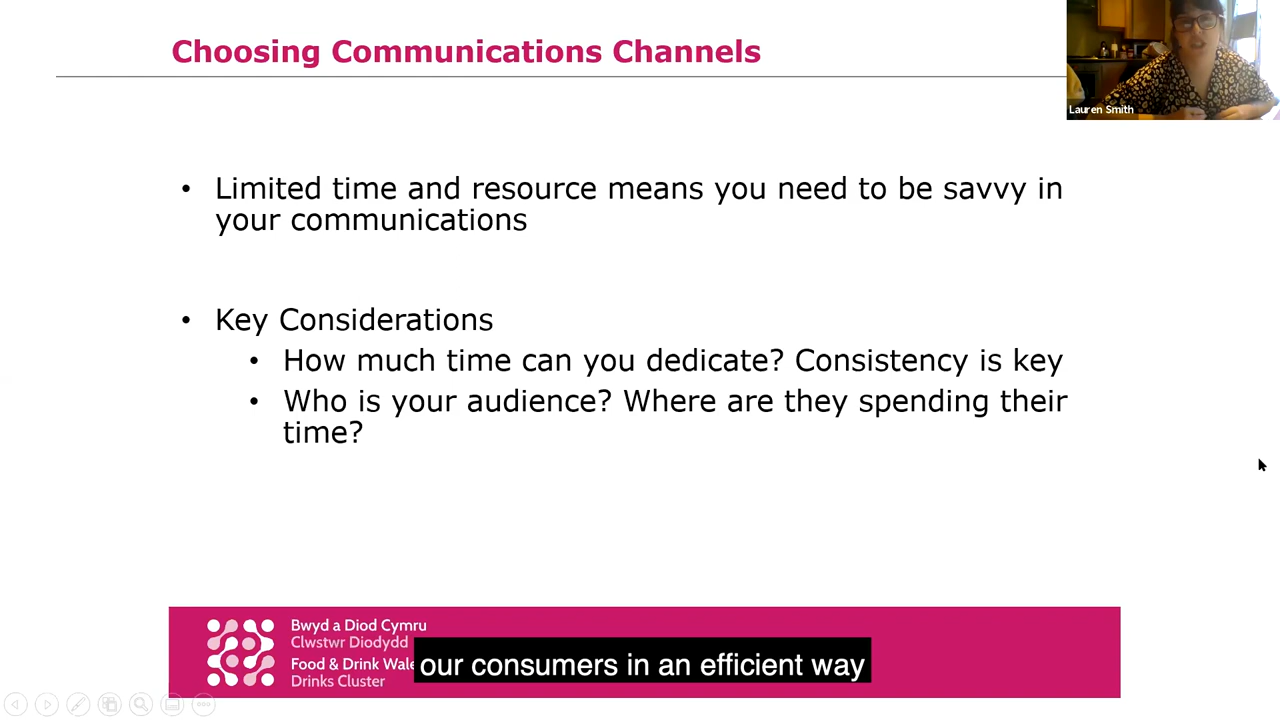 Choosing Communications Channels
Lauren Smith
• Limited time and resource means you need to be savvy in
your communications
• Key Considerations
• How much time can you dedicate? Consistency is key
• Who is your audience? Where are they spending their
time?
Bwyd a Diod Cymru
Clwstwr Diodydd
Food & Drink Wale
Drinks Cluster
our consumers in an efficient way